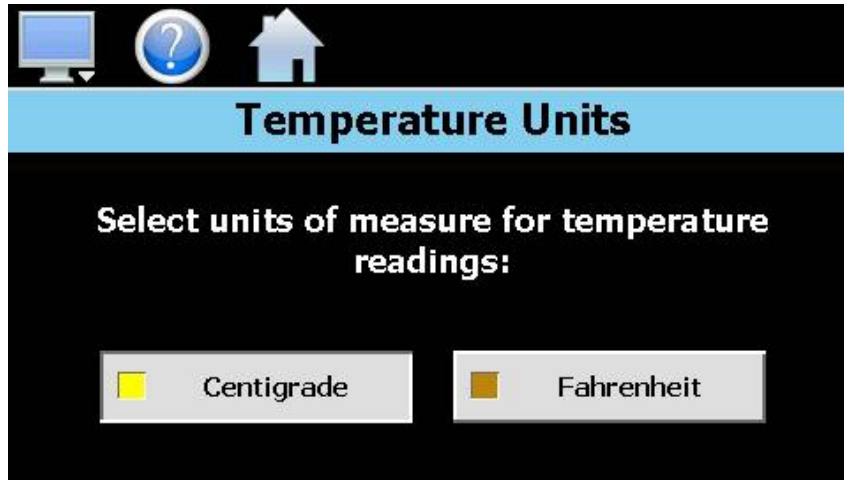 ?
Temperature Units
Select units of measure for temperature
readings:
Centigrade
Fahrenheit